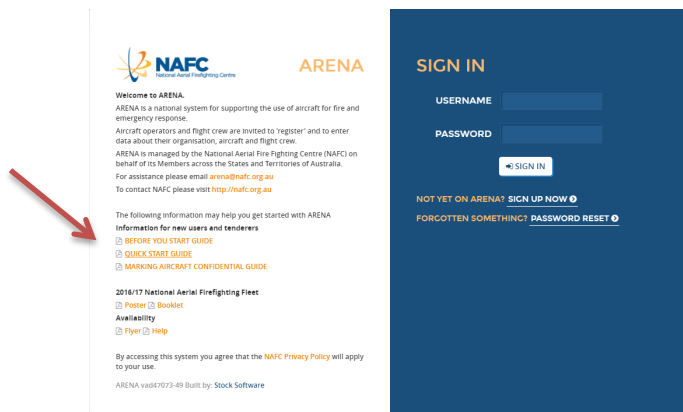 NAFC
National Aerial Firefighting Centre
ARENA
Welcome to ARENA.
ARENA is a national system for supporting the use of aircraft for fire and
emergency response.
Aircraft operators and flight crew are invited to 'register' and to enter
data about their organisation, aircraft and flight crew.
ARENA is managed by the National Aerial Fire Fighting Centre (NAFC) on
behalf of its Members across the States and Territories of Australia.
For assistance please email arena@nafc.org.au
To contact NAFC please visit http://nafc.org.au
The following information may help you get started with ARENA
Information for new users and tenderers
BEFORE YOU START GUIDE
QUICK START GUIDE
MARKING AIRCRAFT CONFIDENTIAL GUIDE
2016/17 National Aerial Firefighting Fleet
Poster Booklet
Availability
Flyer Help
By accessing this system you agree that the NAFC Privacy Policy will apply
to your use.
ARENA vad47073-49 Built by: Stock Software
SIGN IN
USERNAME
PASSWORD
SIGN IN
NOT YET ON ARENA? SIGN UP NOW
FORGOTTEN SOMETHING? PASSWORD RESET